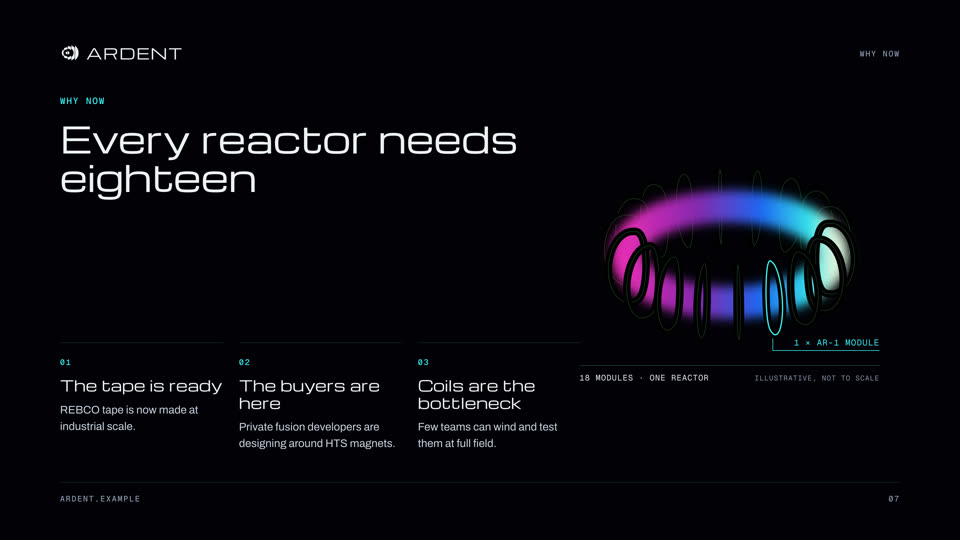 ARDENT
WHY NOW
WHY NOW
Every reactor needs
eighteen
1 × AR-1 MODULE
18 MODULES · ONE REACTOR
ILLUSTRATIVE, NOT TO SCALE
01
The tape is ready
REBCO tape is now made at
industrial scale.
02
The buyers are
here
Private fusion developers are
designing around HTS magnets.
03
Coils are the
bottleneck
Few teams can wind and test
them at full field.
ARDENT.EXAMPLE
07